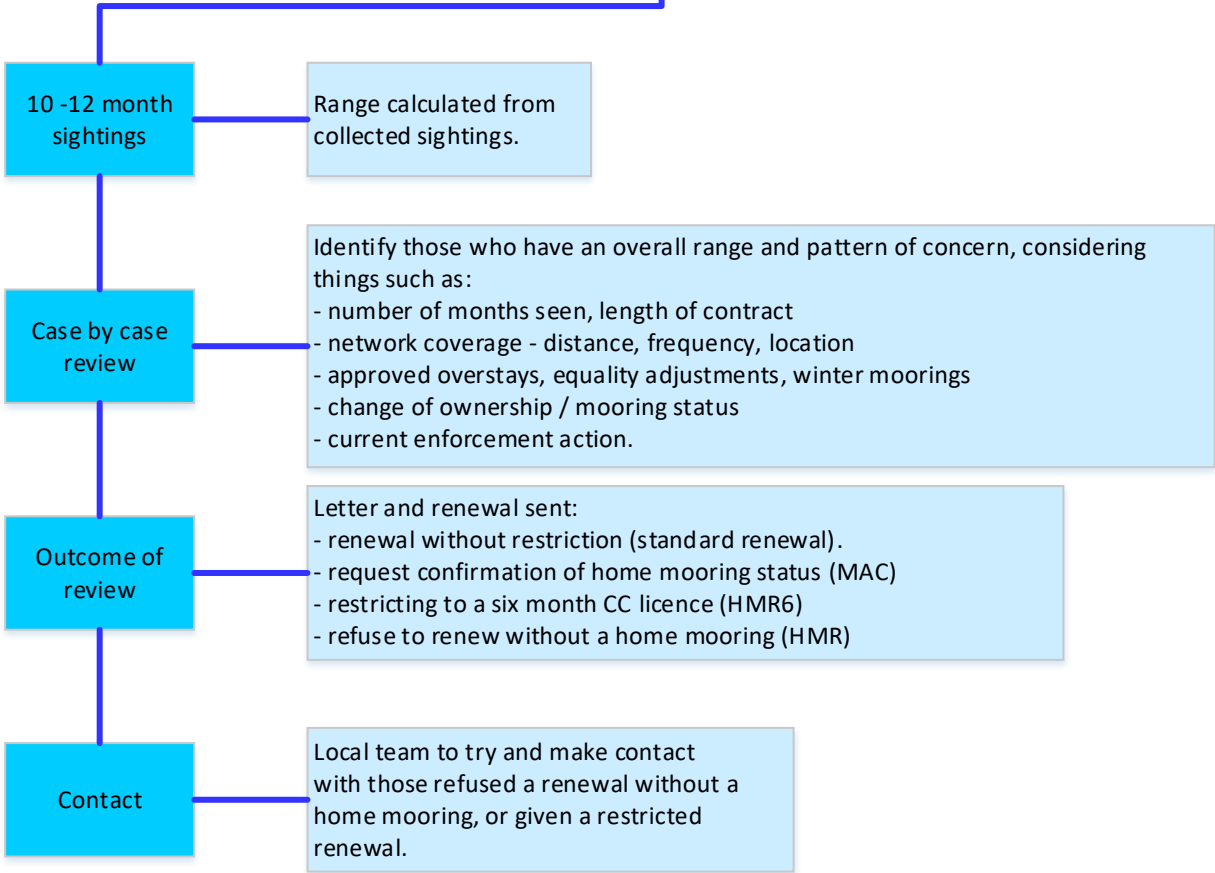 10 -12 month
sightings
Range calculated from
collected sightings.
Case by case
review
Identify those who have an overall range and pattern of concern, considering
things such as:
- number of months seen, length of contract
- network coverage - distance, frequency, location
- approved overstays, equality adjustments, winter moorings
- change of ownership / mooring status
- current enforcement action.
Outcome of
review
Letter and renewal sent:
- renewal without restriction (standard renewal).
- request confirmation of home mooring status (MAC)
- restricting to a six month CC licence (HMR6)
- refuse to renew without a home mooring (HMR)
Contact
Local team to try and make contact
with those refused a renewal without a
home mooring, or given a restricted
renewal.